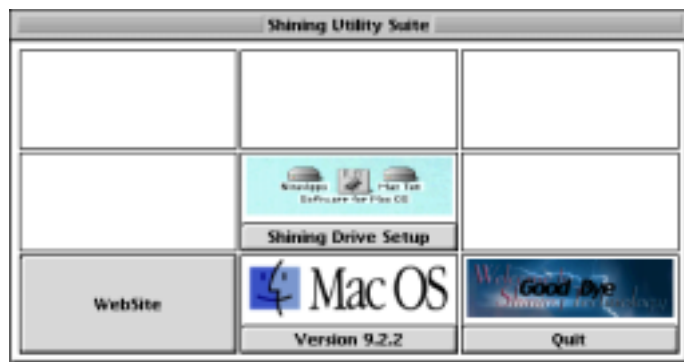 Shining Utility Suite
Software for Mac OS
Shining Drive Setup
WebSite
Mac OS
Good Bye
Version 9.2.2
Quit